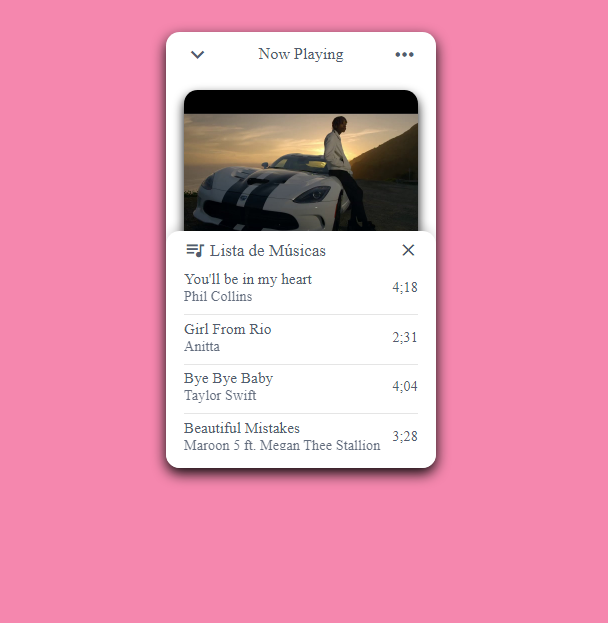 Now Playing
Lista de Músicas
You'll be in my heart
Phil Collins
4;18
Girl From Rio
Anitta
2;31
Bye Bye Baby
Taylor Swift
4;04
Beautiful Mistakes
Maroon 5 ft. Megan Thee Stallion
3;28